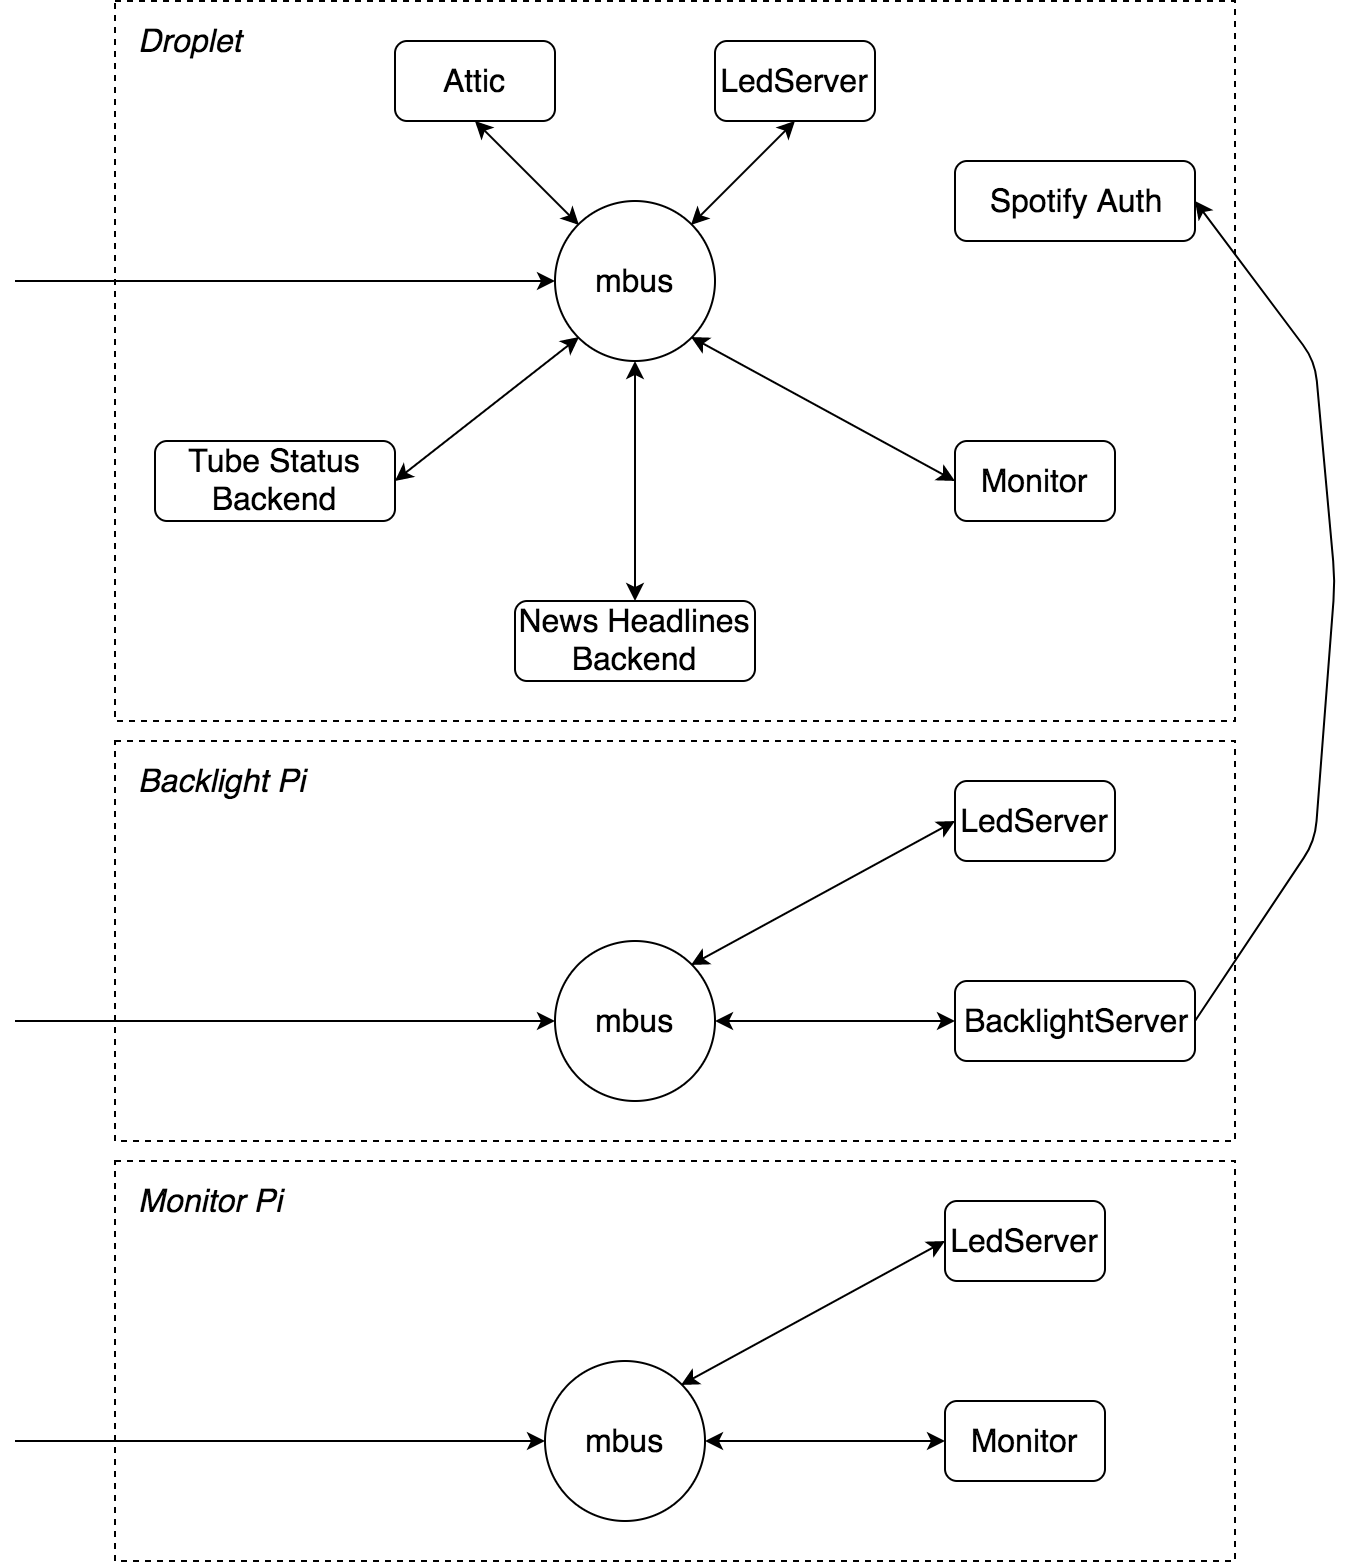 Droplet
Attic
LedServer
Spotify Auth
mbus
Tube Status
Backend
Monitor
News Headlines
Backend
Backlight Pi
LedServer
mbus
BacklightServer
Monitor Pi
LedServer
mbus
Monitor